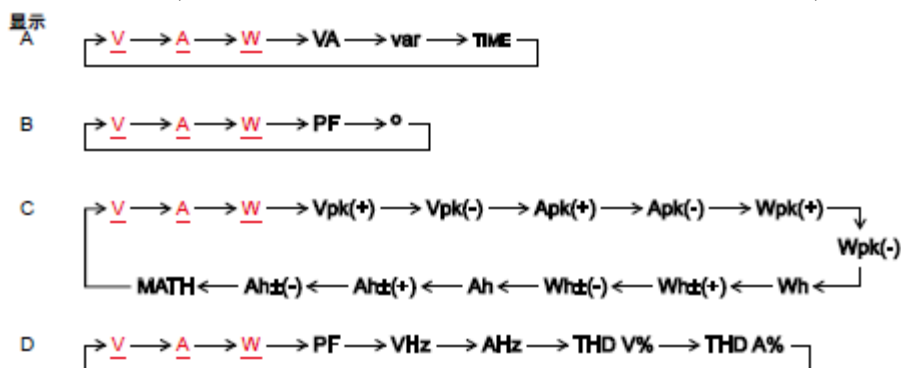 显示
A V A W VA var TIME
B V A W PF °
C V A W Vpk(+) Vpk(-) Apk(+) Apk(-) Wpk(+)
Wpk(-)
MATH Ah±(-) Ah±(+) Ah Wh±(-) Wh±(+) Wh
D V A W PF VHz AHz THD V% THD A%